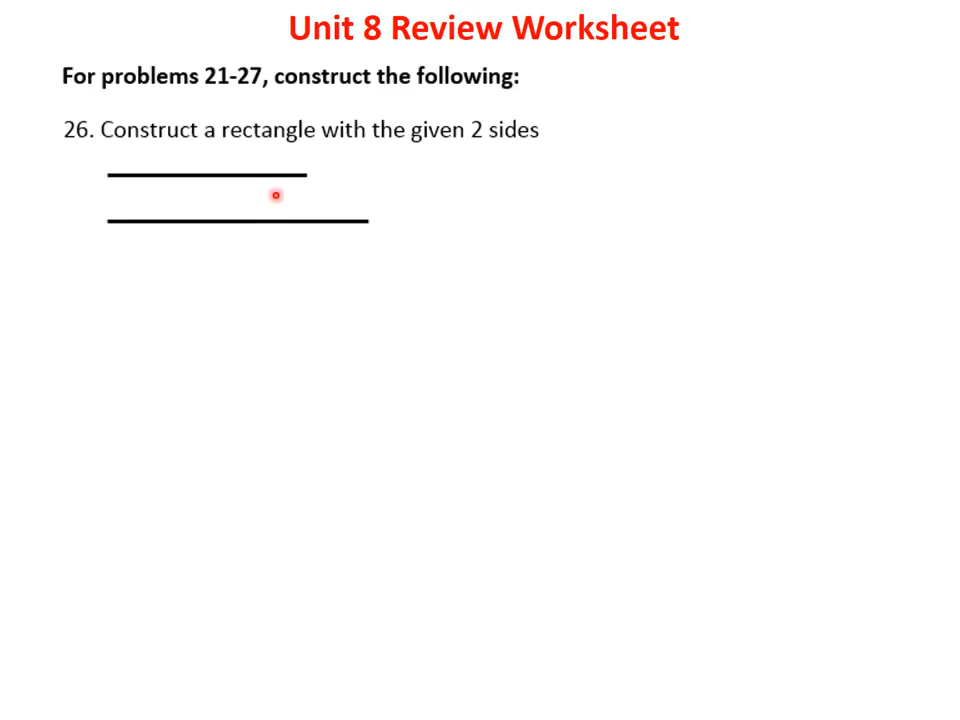 Unit 8 Review Worksheet
For problems 21-27, construct the following:
26. Construct a rectangle with the given 2 sides